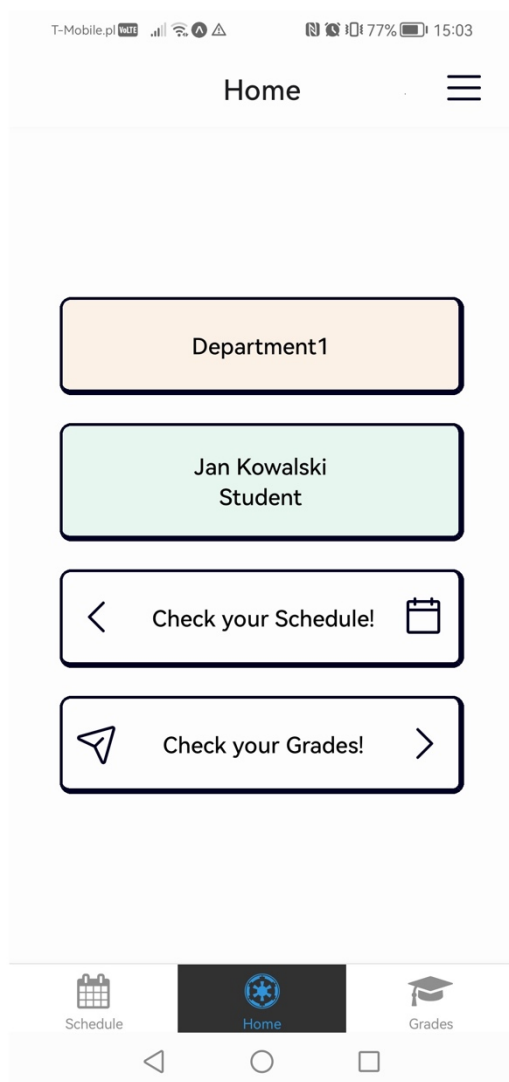 T-Mobile.pl VoLTE 77% 15:03
Home
Department1
Jan Kowalski
Student
Check your Schedule!
Check your Grades!
Schedule Home Grades